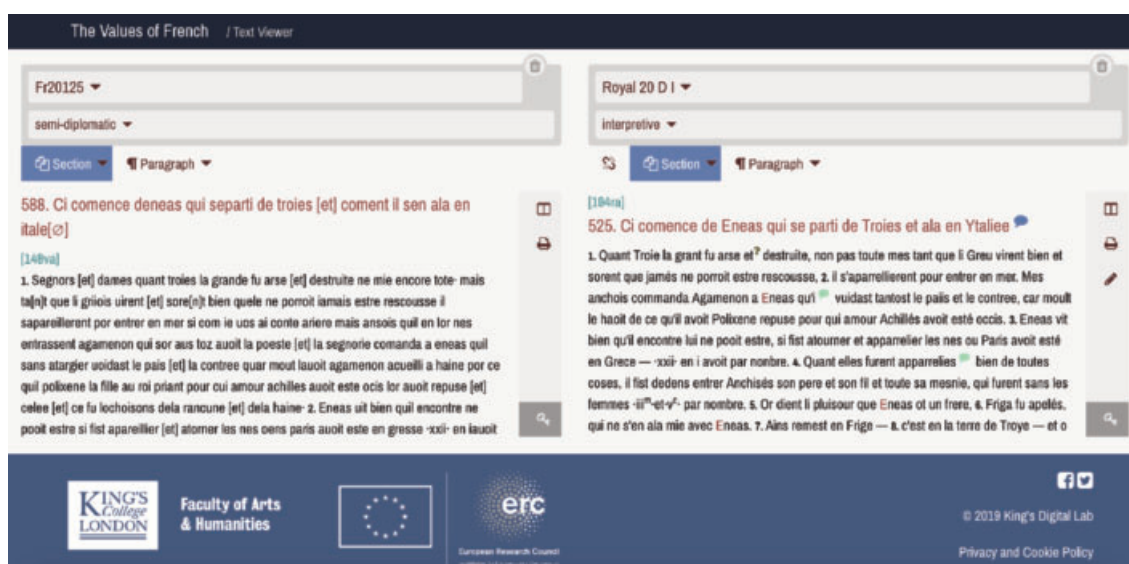 The Values of French / Text Viewer
Fr20125
semi-diplomatic
Section ¶ Paragraph
588. Ci comence deneas qui separti de troies [et] coment il sen ala en
itale[∅]
[148va]
1. Segnors [et] dames quant troies la grande fu arse [et] destruite ne mie encore tote· mais
ta[n]t que li griiois uirent [et] sore[n]t bien quele ne porroit iamais estre rescousse il
sapareillerent por entrer en mer si com ie uos ai conte ariere mais ansois quil en lor nes
entrassent agamenon qui sor aus toz auoit la poeste [et] la segnorie comanda a eneas quil
sans atargier uoidast le pais [et] la contree quar mout lauoit agamenon acueilli a haine por ce
quil polixene la fille au roi priant por cui amour achilles auoit este ocis lor auoit repuse [et]
celee [et] ce fu lochoisons dela rancune [et] dela haine· 2. Eneas uit bien quil encontre ne
pooit estre si fist apareillier [et] atorner les nes oens paris auoit este en gresse ·xxii· en iauoit
Royal 20 D I
interpretive
Section ¶ Paragraph
[194ra]
525. Ci comence de Eneas qui se parti de Troies et ala en Ytaliee
1. Quant Troie la grant fu arse et? destruite, non pas toute mes tant que li Greu virent bien et
sorent que jamés ne porroit estre rescousse, 2. il s'aparrellierent pour entrer en mer. Mes
anchois commanda Agamenon a Eneas qu'i vuidast tantost le païs et le contree, car moult
le haoit de ce qu'il avoit Polixene repuse pour qui amour Achillés avoit esté occis. 3. Eneas vit
bien qu'il encontre lui ne pooit estre, si fist atourner et apparreller les nes ou Paris avoit esté
en Grece — ·xxii· en i avoit par nonbre. 4. Quant elles furent apparrelies bien de toutes
coses, il fist dedens entrer Anchisés son pere et son fil et toute sa mesnie, qui furent sans les
femmes ·iiiᵐ·et·vᶜ· par nombre. 5. Or dient li pluisour que Eneas ot un frere, 6. Friga fu apelés,
qui ne s'en ala mie avec Eneas. 7. Ains remest en Frige — 8. c'est en la terre de Troye — et o
KING'S
College
LONDON
Faculty of Arts
& Humanities
erc
European Research Council
© 2019 King's Digital Lab
Privacy and Cookie Policy